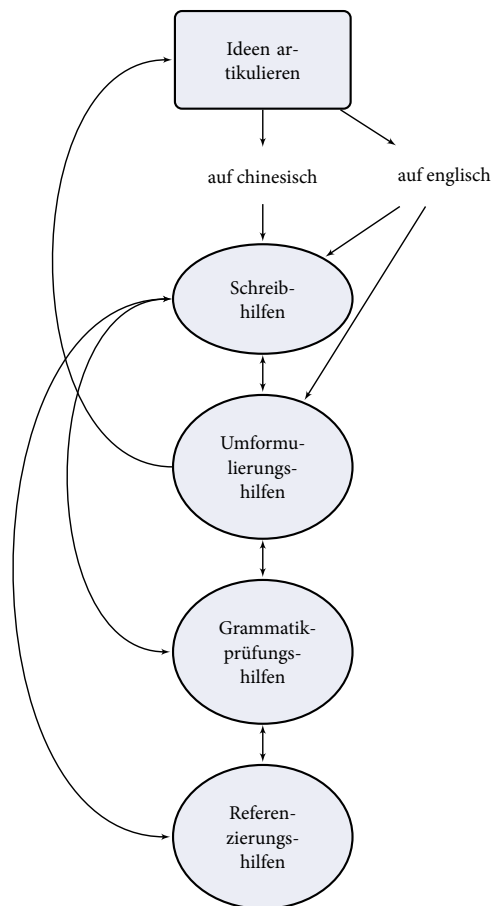 Ideen ar-
tikulieren
auf chinesisch
auf englisch
Schreib-
hilfen
Umformu-
lierungs-
hilfen
Grammatik-
prüfungs-
hilfen
Referen-
zierungs-
hilfen